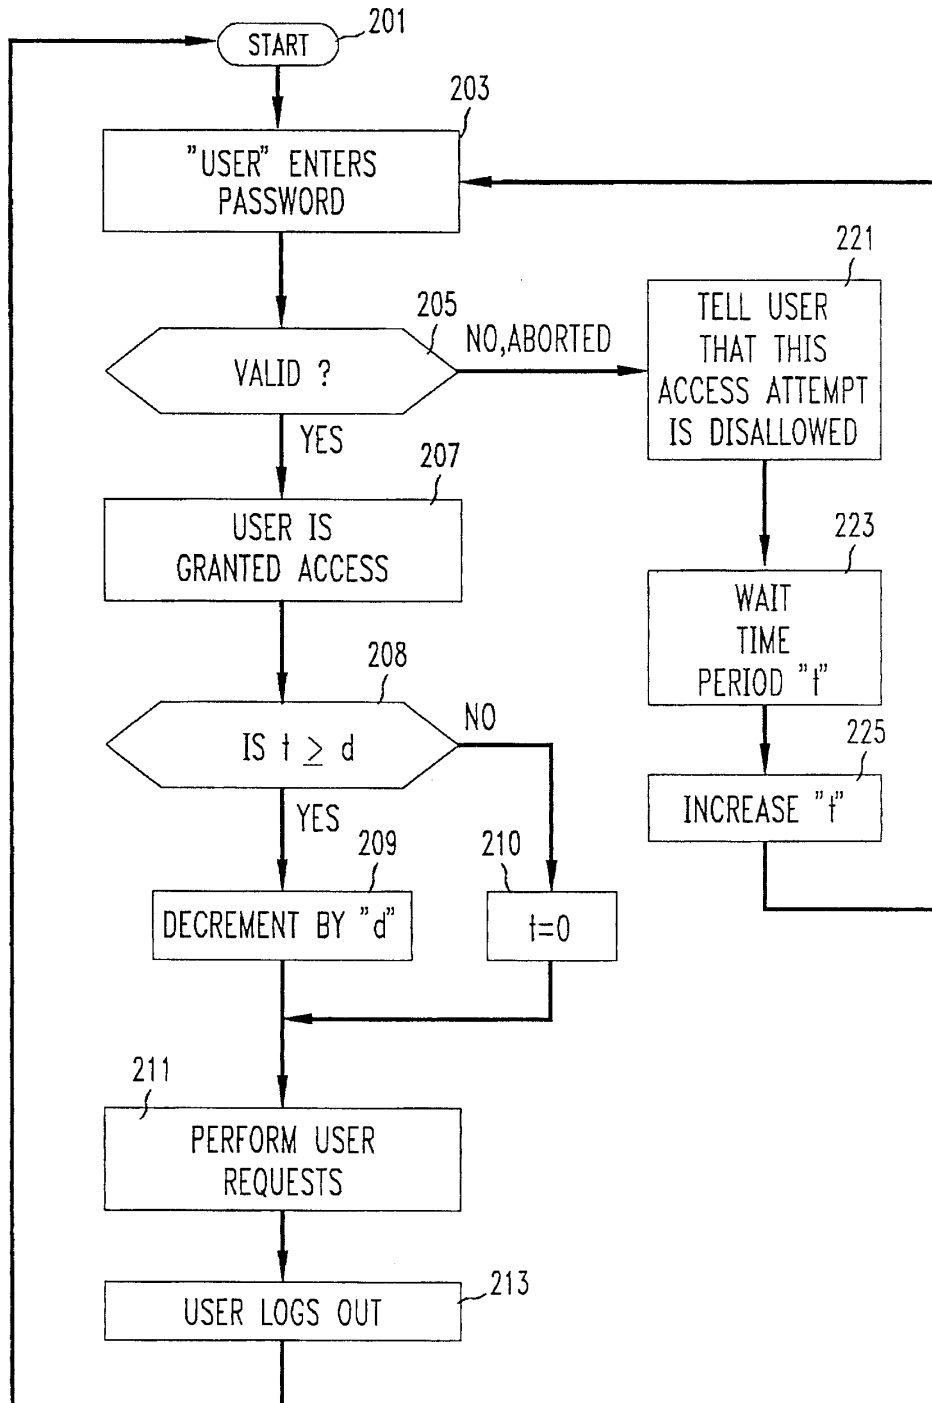 START
201
203
"USER" ENTERS
PASSWORD
205
VALID ?
NO,ABORTED
YES
221
TELL USER
THAT THIS
ACCESS ATTEMPT
IS DISALLOWED
207
USER IS
GRANTED ACCESS
223
WAIT
TIME
PERIOD "t"
208
IS t ≥ d
NO
YES
225
INCREASE "t"
209
DECREMENT BY "d"
210
t=0
211
PERFORM USER
REQUESTS
213
USER LOGS OUT